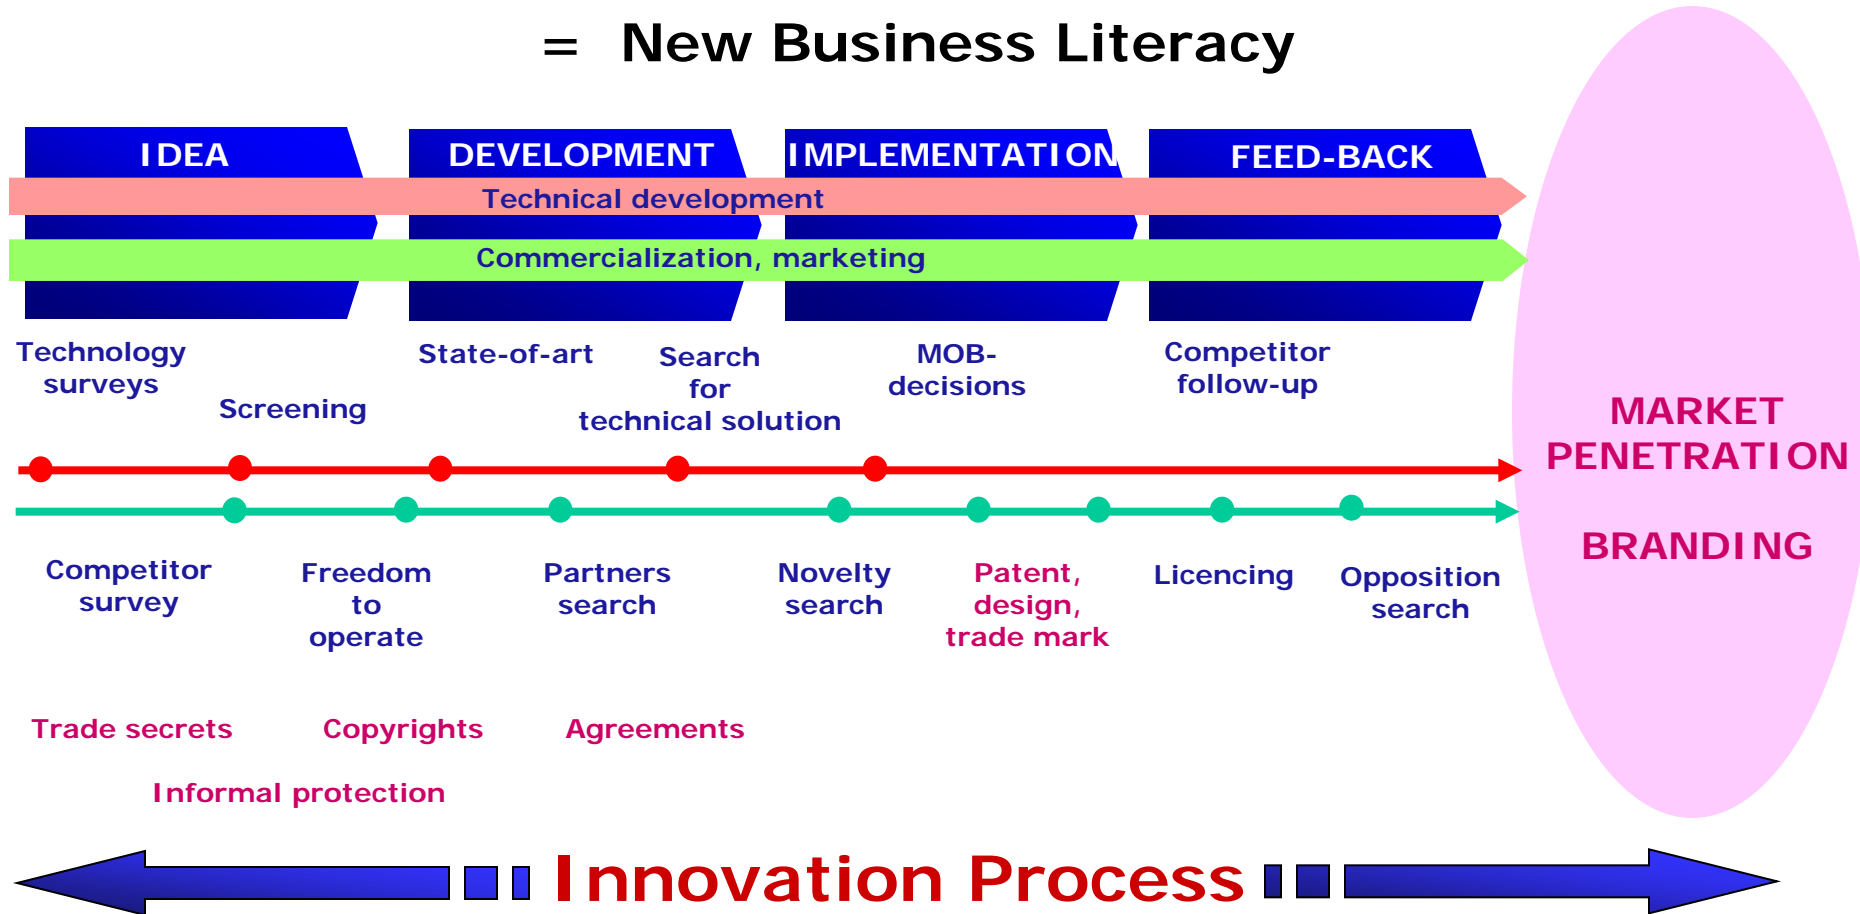 = New Business Literacy
IDEA
DEVELOPMENT
IMPLEMENTATION
FEED-BACK
Technical development
Commercialization, marketing
Technology
surveys
Screening
State-of-art
Search
for
technical solution
MOB-
decisions
Competitor
follow-up
MARKET
PENETRATION
BRANDING
Competitor
survey
Freedom
to
operate
Partners
search
Novelty
search
Patent,
design,
trade mark
Licencing
Opposition
search
Trade secrets
Copyrights
Agreements
Informal protection
Innovation Process